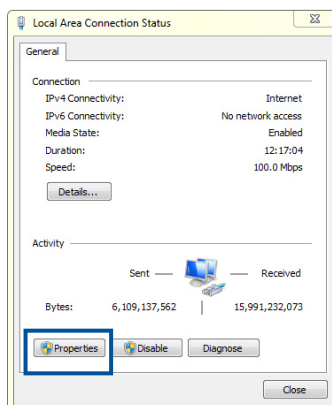 Local Area Connection Status
General
Connection
IPv4 Connectivity: Internet
IPv6 Connectivity: No network access
Media State: Enabled
Duration: 12:17:04
Speed: 100.0 Mbps
Details...
Activity
Sent — Received
Bytes: 6,109,137,562 | 15,991,232,073
Properties Disable Diagnose
Close